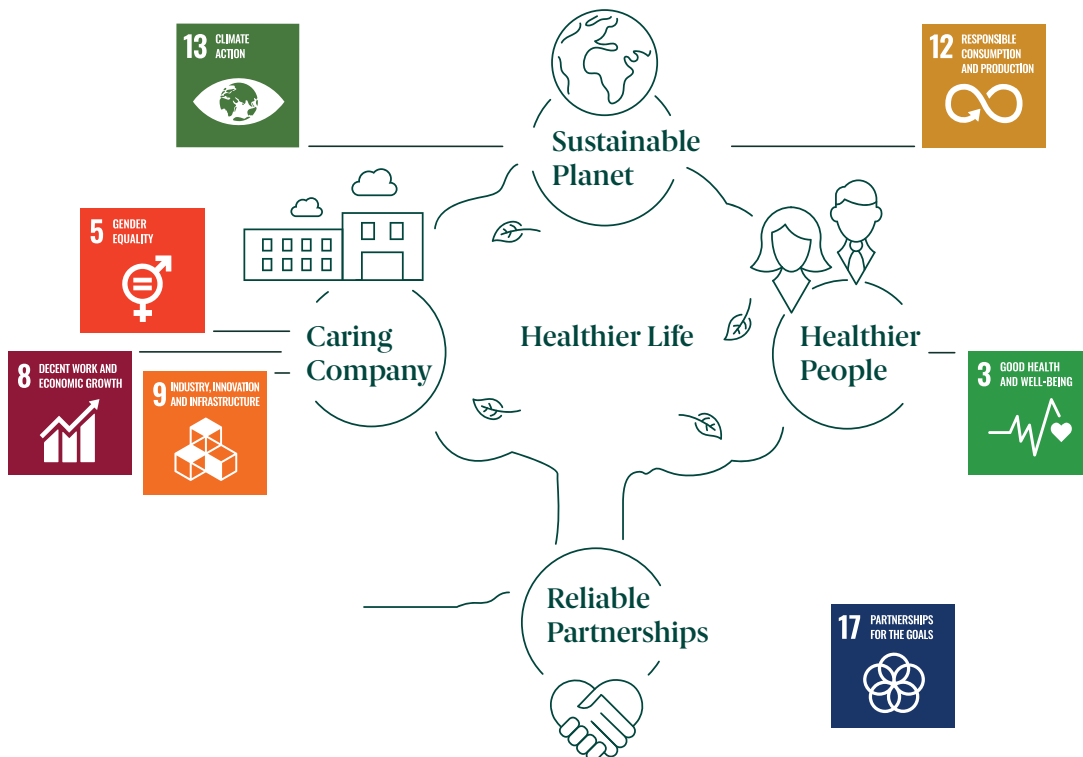 13 CLIMATE
ACTION
12 RESPONSIBLE
CONSUMPTION
AND PRODUCTION
Sustainable
Planet
5 GENDER
EQUALITY
Caring
Company
Healthier Life
Healthier
People
8 DECENT WORK AND
ECONOMIC GROWTH
9 INDUSTRY, INNOVATION
AND INFRASTRUCTURE
3 GOOD HEALTH
AND WELL-BEING
Reliable
Partnerships
17 PARTNERSHIPS
FOR THE GOALS